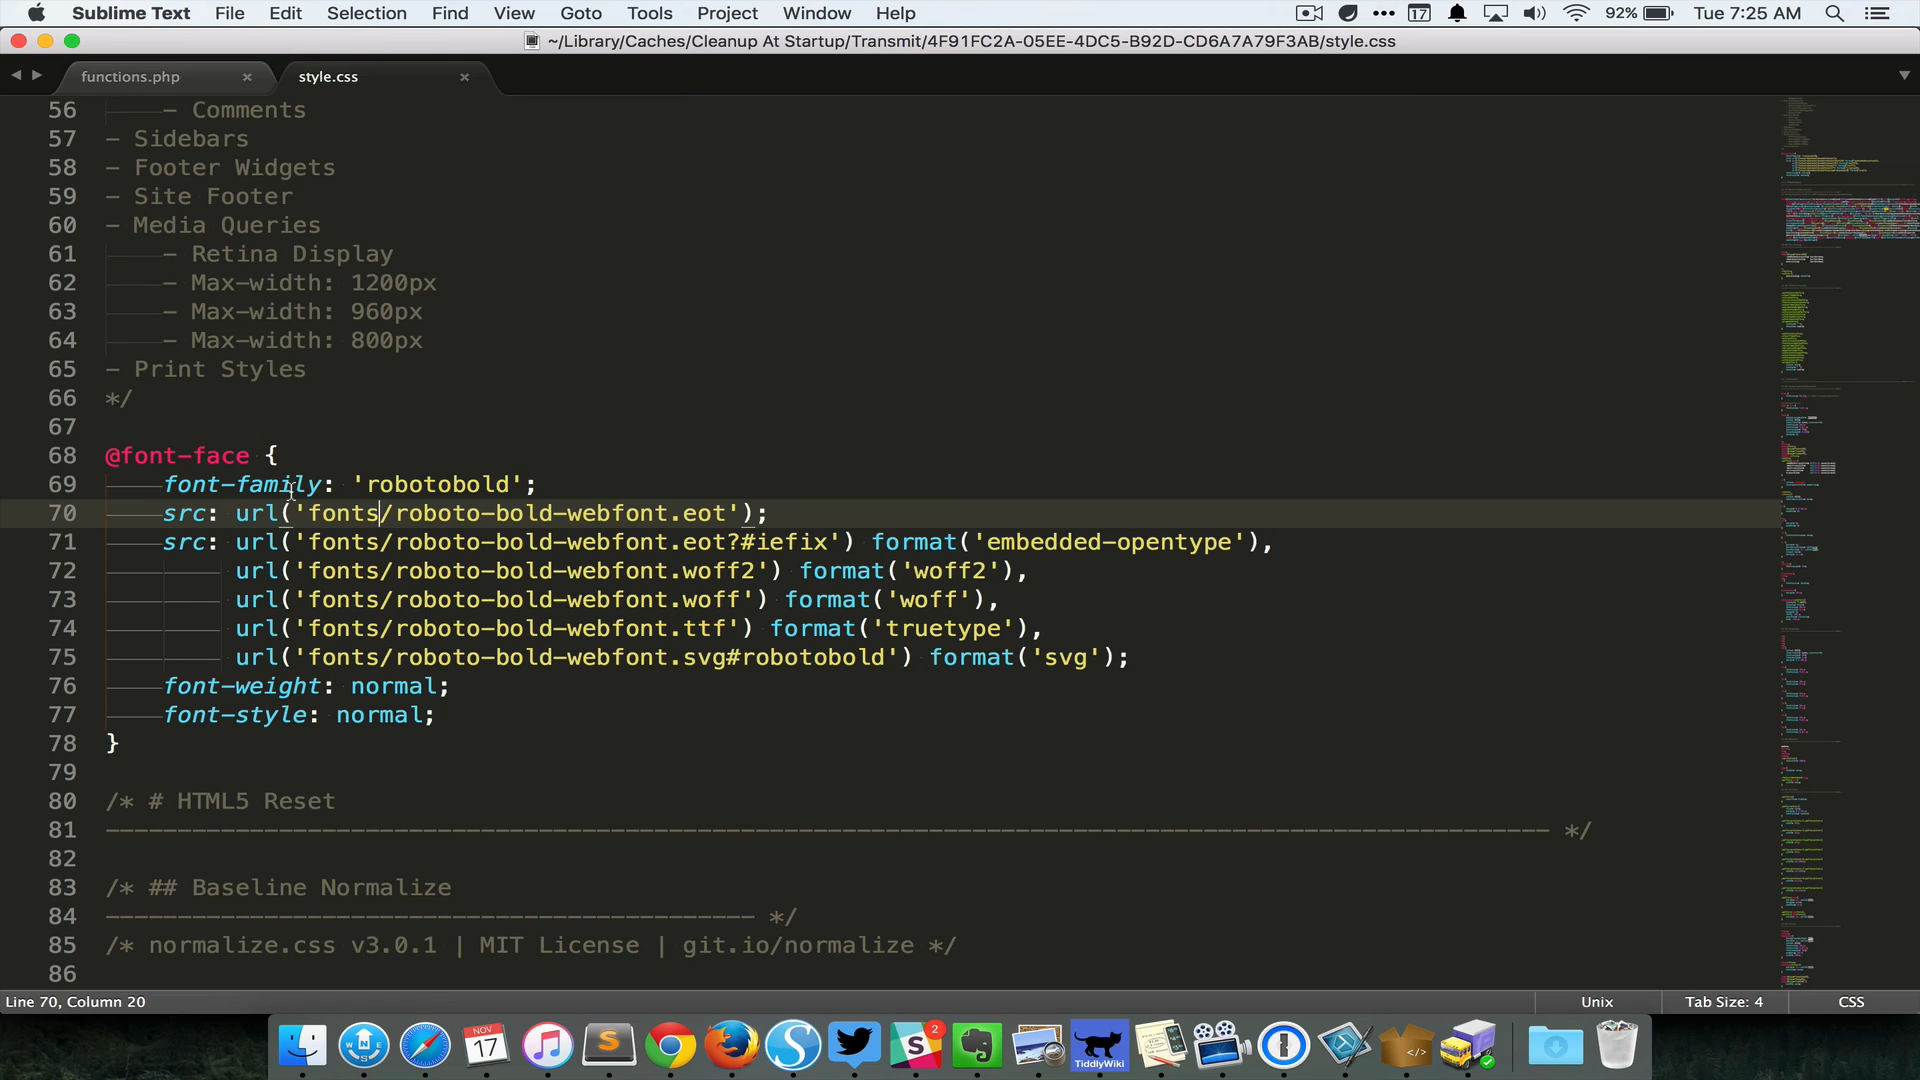 Sublime Text File Edit Selection Find View Goto Tools Project Window Help 17 92% Tue 7:25 AM
~/Library/Caches/Cleanup At Startup/Transmit/4F91FC2A-05EE-4DC5-B92D-CD6A7A79F3AB/style.css
functions.php × style.css ×
56 – Comments
57 – Sidebars
58 – Footer Widgets
59 – Site Footer
60 – Media Queries
61 – Retina Display
62 – Max-width: 1200px
63 – Max-width: 960px
64 – Max-width: 800px
65 – Print Styles
66 */
67
68 @font-face {
69 font-family: 'robotobold';
70 src: url('fonts/roboto-bold-webfont.eot');
71 src: url('fonts/roboto-bold-webfont.eot?#iefix') format('embedded-opentype'),
72 url('fonts/roboto-bold-webfont.woff2') format('woff2'),
73 url('fonts/roboto-bold-webfont.woff') format('woff'),
74 url('fonts/roboto-bold-webfont.ttf') format('truetype'),
75 url('fonts/roboto-bold-webfont.svg#robotobold') format('svg');
76 font-weight: normal;
77 font-style: normal;
78 }
79
80 /* # HTML5 Reset
81 --------------------------------------------------------------------------------------------------- */
82
83 /* ## Baseline Normalize
84 --------------------------------------------- */
85 /* normalize.css v3.0.1 | MIT License | git.io/normalize */
86
Line 70, Column 20 Unix Tab Size: 4 CSS
NOV
17
2
TiddlyWiki